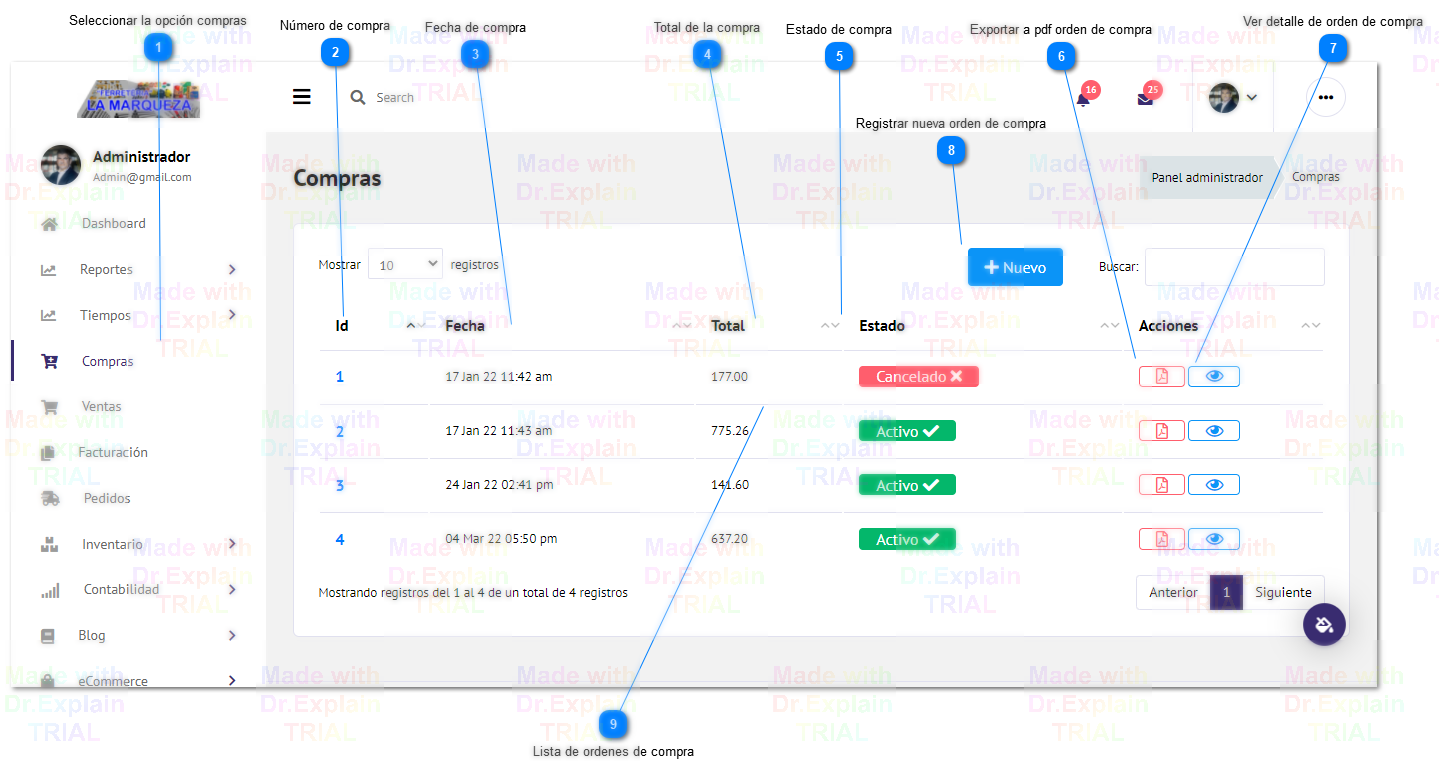 Seleccionar la opción compras
Número de compra
Fecha de compra
Total de la compra
Estado de compra
Exportar a pdf orden de compra
Ver detalle de orden de compra
1
2
3
4
5
6
7
FERRETERIA
LA MARQUEZA
Search
16
25
Registrar nueva orden de compra
8
Administrador
Admin@gmail.com
Compras
Panel administrador
Compras
Dashboard
Reportes
Tiempos
Compras
Ventas
Facturación
Pedidos
Inventario
Contabilidad
Blog
eCommerce
Mostrar 10 registros
Nuevo
Buscar:
Id Fecha Total Estado Acciones
1 17 Jan 22 11:42 am 177.00 Cancelado
2 17 Jan 22 11:43 am 775.26 Activo
3 24 Jan 22 02:41 pm 141.60 Activo
4 04 Mar 22 05:50 pm 637.20 Activo
Mostrando registros del 1 al 4 de un total de 4 registros
Anterior 1 Siguiente
9
Lista de ordenes de compra
Made with
Dr.Explain
TRIAL